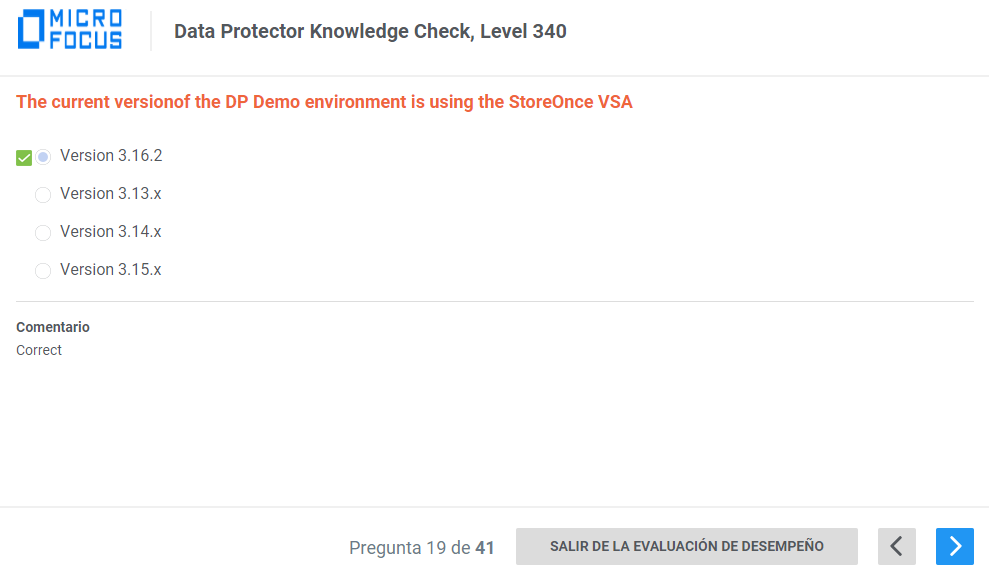 MICRO
FOCUS
Data Protector Knowledge Check, Level 340
The current versionof the DP Demo environment is using the StoreOnce VSA
Version 3.16.2
Version 3.13.x
Version 3.14.x
Version 3.15.x
Comentario
Correct
Pregunta 19 de 41
SALIR DE LA EVALUACIÓN DE DESEMPEÑO